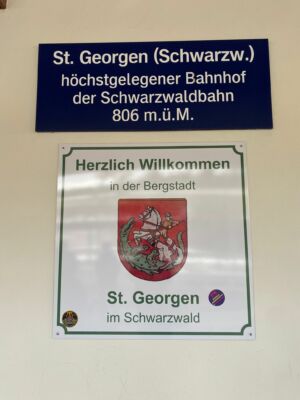 St. Georgen (Schwarzw.)
höchstgelegener Bahnhof
der Schwarzwaldbahn
806 m.ü.M.
Herzlich Willkommen
in der Bergstadt
St. Georgen
im Schwarzwald